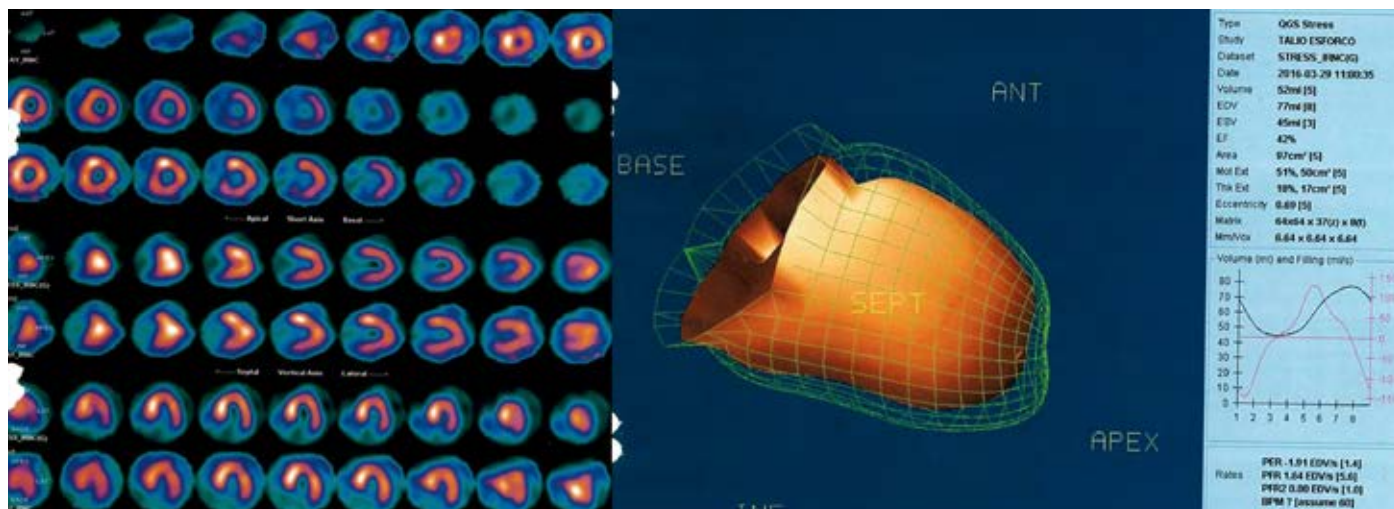 <---- Apical Short Axis Basal ---->
<---- Septal Vertical Axis Lateral ---->
ANT
BASE
SEPT
APEX
Type QGS Stress
Study TALIO ESFORCO
Dataset STRESS_IRNC(G)
Date 2016-03-29 11:00:35
Volume 52ml [5]
EDV 77ml [8]
ESV 45ml [3]
EF 42%
Area 97cm² [5]
Mot Ext 51%, 50cm² [5]
Thk Ext 18%, 17cm² [5]
Eccentricity 0.69 [5]
Matrix 64x64 x 37(z) x 8(t)
Mm/Vox 6.64 x 6.64 x 6.64
Volume (ml) and Filling (ml/s)
80
70
60
50
40
30
20
10
0
1 2 3 4 5 6 7 8
PER -1.91 EDV/s [1.4]
Rates PFR 1.64 EDV/s [5.6]
PFR2 0.00 EDV/s [1.0]
BPM ? [assume 60]